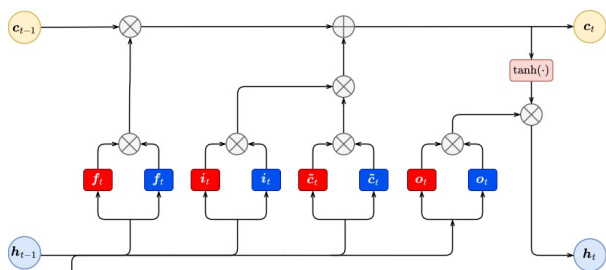 c_{t-1} c_t
tanh(·)
f_t f_t i_t i_t c̃_t c̃_t o_t o_t
h_{t-1} h_t